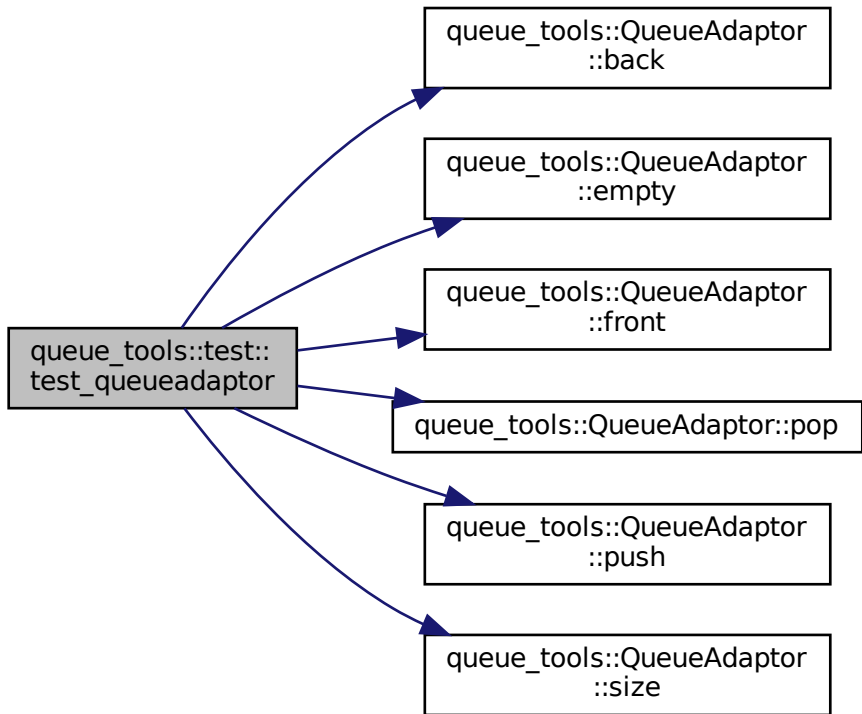 queue_tools::QueueAdaptor
::back
queue_tools::QueueAdaptor
::empty
queue_tools::QueueAdaptor
::front
queue_tools::test::
test_queueadaptor
queue_tools::QueueAdaptor::pop
queue_tools::QueueAdaptor
::push
queue_tools::QueueAdaptor
::size